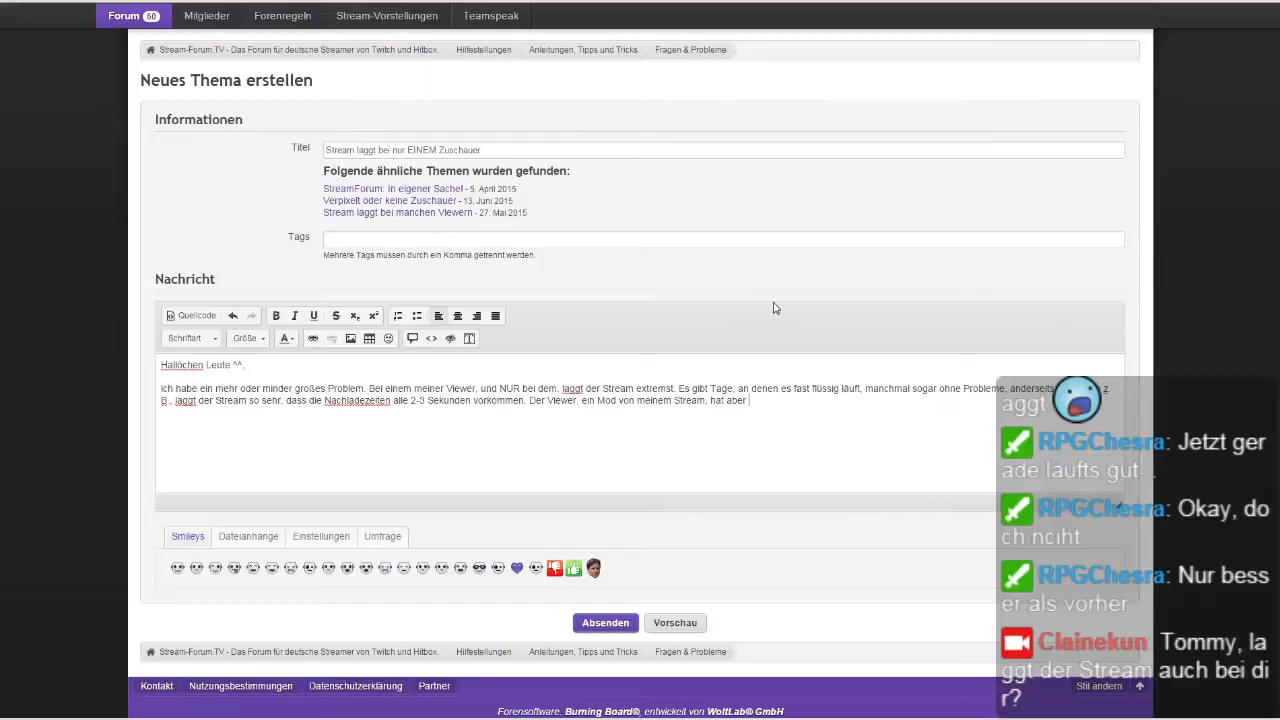 Forum 60 Mitglieder Forenregeln Stream-Vorstellungen Teamspeak
Stream-Forum.TV - Das Forum für deutsche Streamer von Twitch und Hitbox. Hilfestellungen Anleitungen, Tipps und Tricks Fragen & Probleme
Neues Thema erstellen
Informationen
Titel Stream laggt bei nur EINEM Zuschauer
Folgende ähnliche Themen wurden gefunden:
StreamForum: In eigener Sache! - 5. April 2015
Verpixelt oder keine Zuschauer - 13. Juni 2015
Stream laggt bei manchen Viewern - 27. Mai 2015
Tags
Mehrere Tags müssen durch ein Komma getrennt werden.
Nachricht
Quellcode B I U S x₂ x²
Schriftart Größe A
Hallöchen Leute ^^,
ich habe ein mehr oder minder großes Problem. Bei einem meiner Viewer, und NUR bei dem, laggt der Stream extremst. Es gibt Tage, an denen es fast flüssig läuft, manchmal sogar ohne Probleme, anderseits z.
B., laggt der Stream so sehr, dass die Nachladezeiten alle 2-3 Sekunden vorkommen. Der Viewer, ein Mod von meinem Stream, hat aber
Smileys Dateianhänge Einstellungen Umfrage
Absenden Vorschau
Stream-Forum.TV - Das Forum für deutsche Streamer von Twitch und Hitbox. Hilfestellungen Anleitungen, Tipps und Tricks Fragen & Probleme
Kontakt Nutzungsbestimmungen Datenschutzerklärung Partner Stil ändern
Forensoftware: Burning Board®, entwickelt von WoltLab® GmbH
aggt
RPGChesra: Jetzt ger
ade läufts gut...
RPGChesra: Okay, do
ch nciht
RPGChesra: Nur bess
er als vorher
Clainekun: Tommy, la
ggt der Stream auch bei di
r?